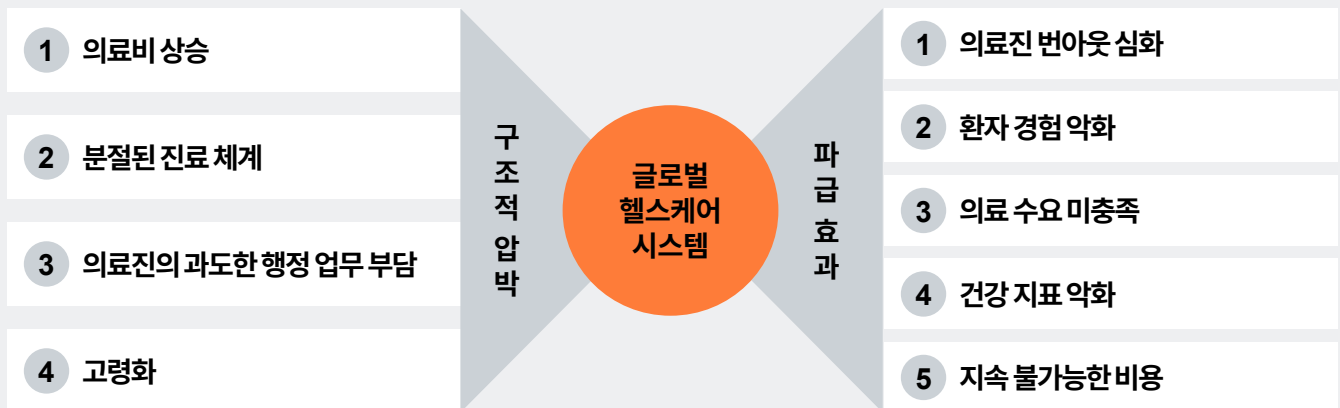 1 의료비 상승
2 분절된 진료 체계
3 의료진의 과도한 행정 업무 부담
4 고령화
구조적 압박
글로벌
헬스케어
시스템
파급 효과
1 의료진 번아웃 심화
2 환자 경험 악화
3 의료 수요 미충족
4 건강 지표 악화
5 지속 불가능한 비용